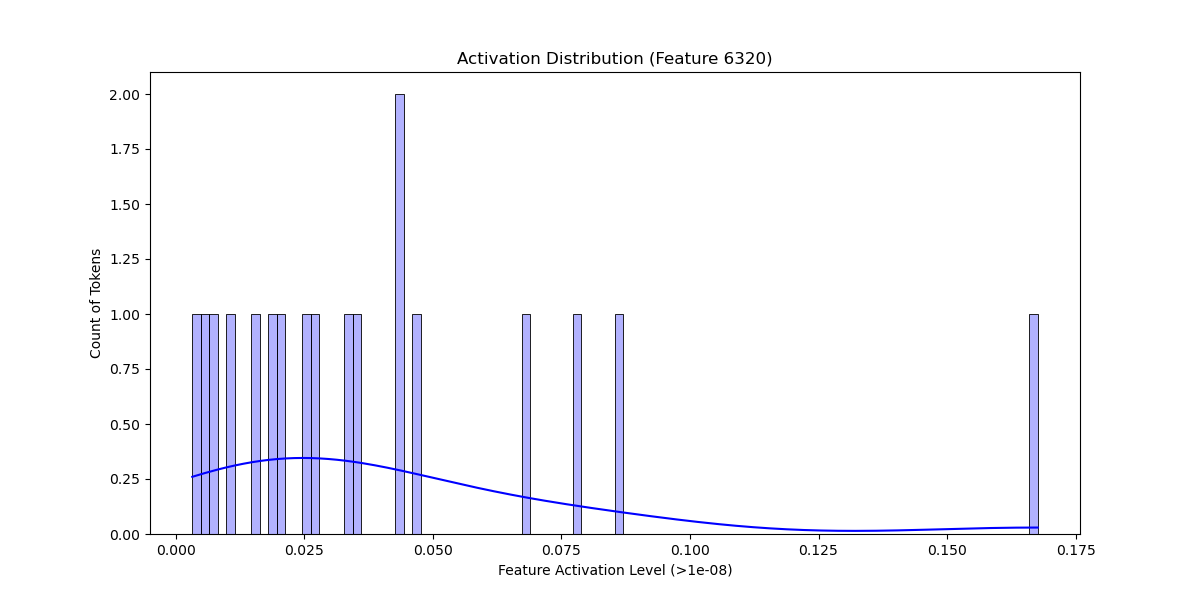 Activation Distribution (Feature 6320)
2.00
1.75
1.50
1.25
1.00
0.75
0.50
0.25
0.00
Count of Tokens
0.000 0.025 0.050 0.075 0.100 0.125 0.150 0.175
Feature Activation Level (>1e-08)